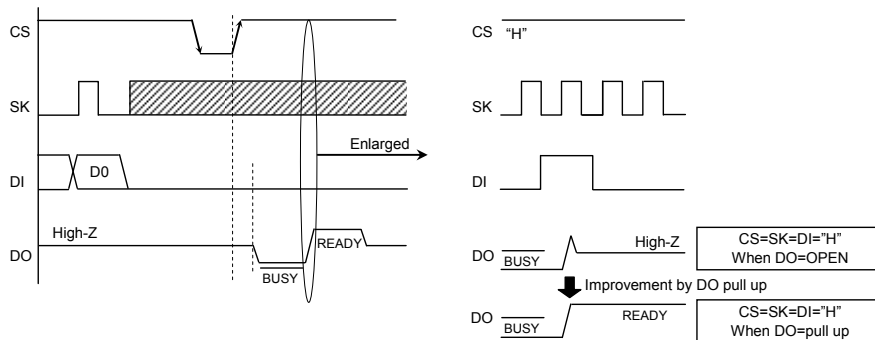 CS
SK
DI
D0
High-Z
DO
BUSY
READY
Enlarged
CS
“H”
SK
DI
DO
BUSY
High-Z
CS=SK=DI=”H”
When DO=OPEN
Improvement by DO pull up
DO
BUSY
READY
CS=SK=DI=”H”
When DO=pull up